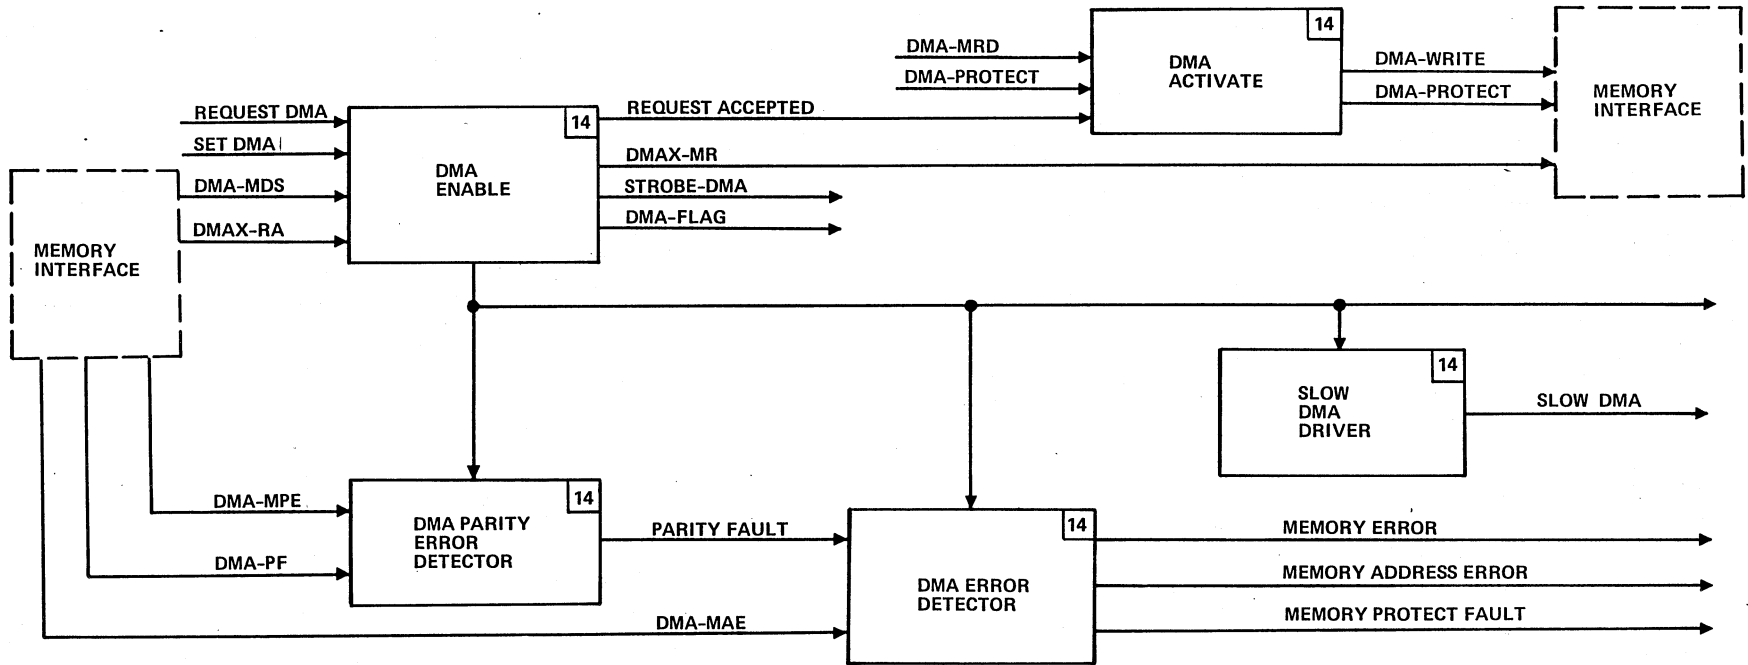 14
DMA-MRD
DMA-PROTECT
DMA
ACTIVATE
DMA-WRITE
DMA-PROTECT
MEMORY
INTERFACE
REQUEST DMA
SET DMA
DMA-MDS
DMAX-RA
14
DMA
ENABLE
REQUEST ACCEPTED
DMAX-MR
STROBE-DMA
DMA-FLAG
MEMORY
INTERFACE
14
SLOW
DMA
DRIVER
SLOW DMA
DMA-MPE
DMA-PF
14
DMA PARITY
ERROR
DETECTOR
PARITY FAULT
DMA-MAE
14
DMA ERROR
DETECTOR
MEMORY ERROR
MEMORY ADDRESS ERROR
MEMORY PROTECT FAULT